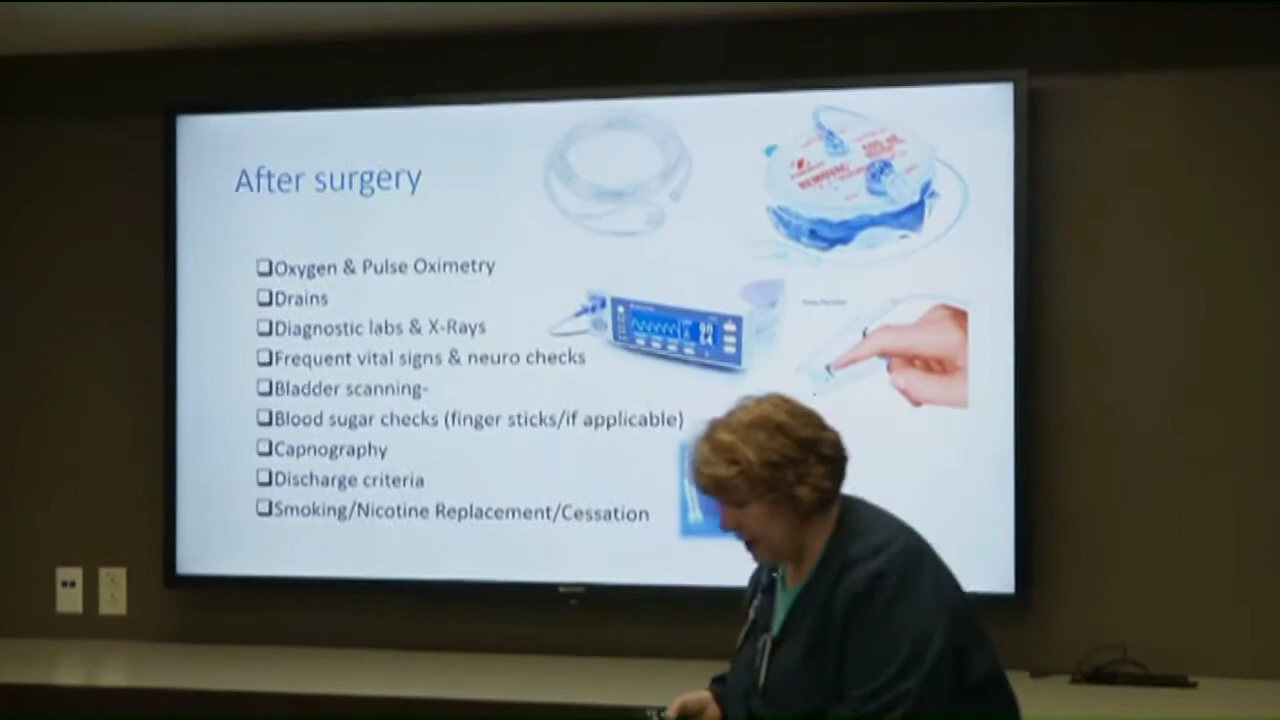 After surgery
❑Oxygen & Pulse Oximetry
❑Drains
❑Diagnostic labs & X-Rays
❑Frequent vital signs & neuro checks
❑Bladder scanning-
❑Blood sugar checks (finger sticks/if applicable)
❑Capnography
❑Discharge criteria
❑Smoking/Nicotine Replacement/Cessation